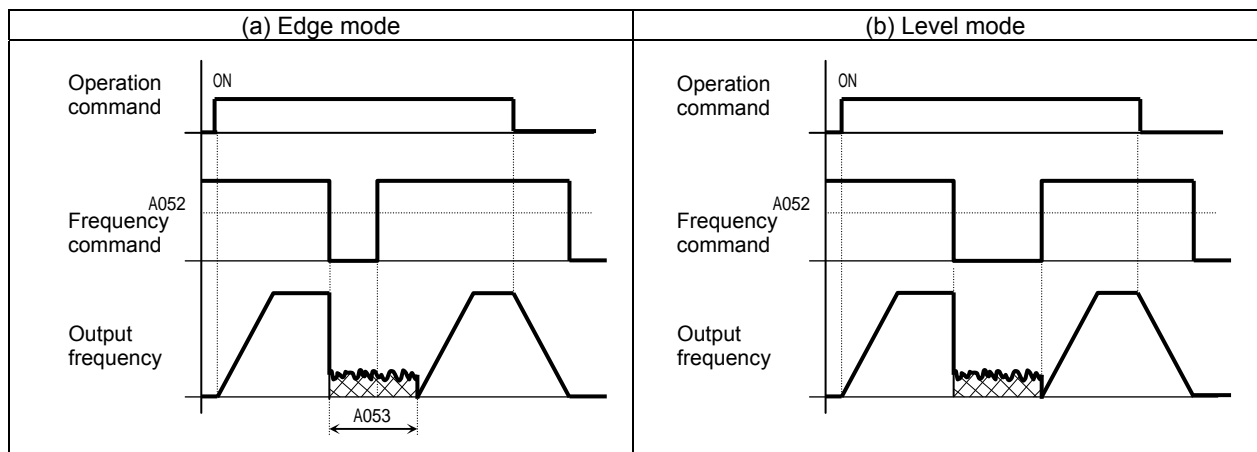 (a) Edge mode
(b) Level mode
Operation
command
ON
A052
Frequency
command
Output
frequency
A053
Operation
command
ON
A052
Frequency
command
Output
frequency